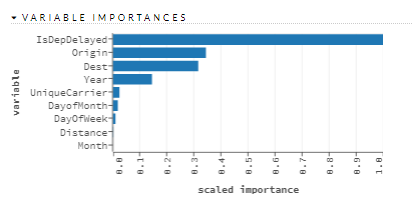 VARIABLE IMPORTANCES
IsDepDelayed
Origin
Dest
Year
UniqueCarrier
DayofMonth
DayOfWeek
Distance
Month
variable
0.0 0.1 0.2 0.3 0.4 0.5 0.6 0.7 0.8 0.9 1.0
scaled importance